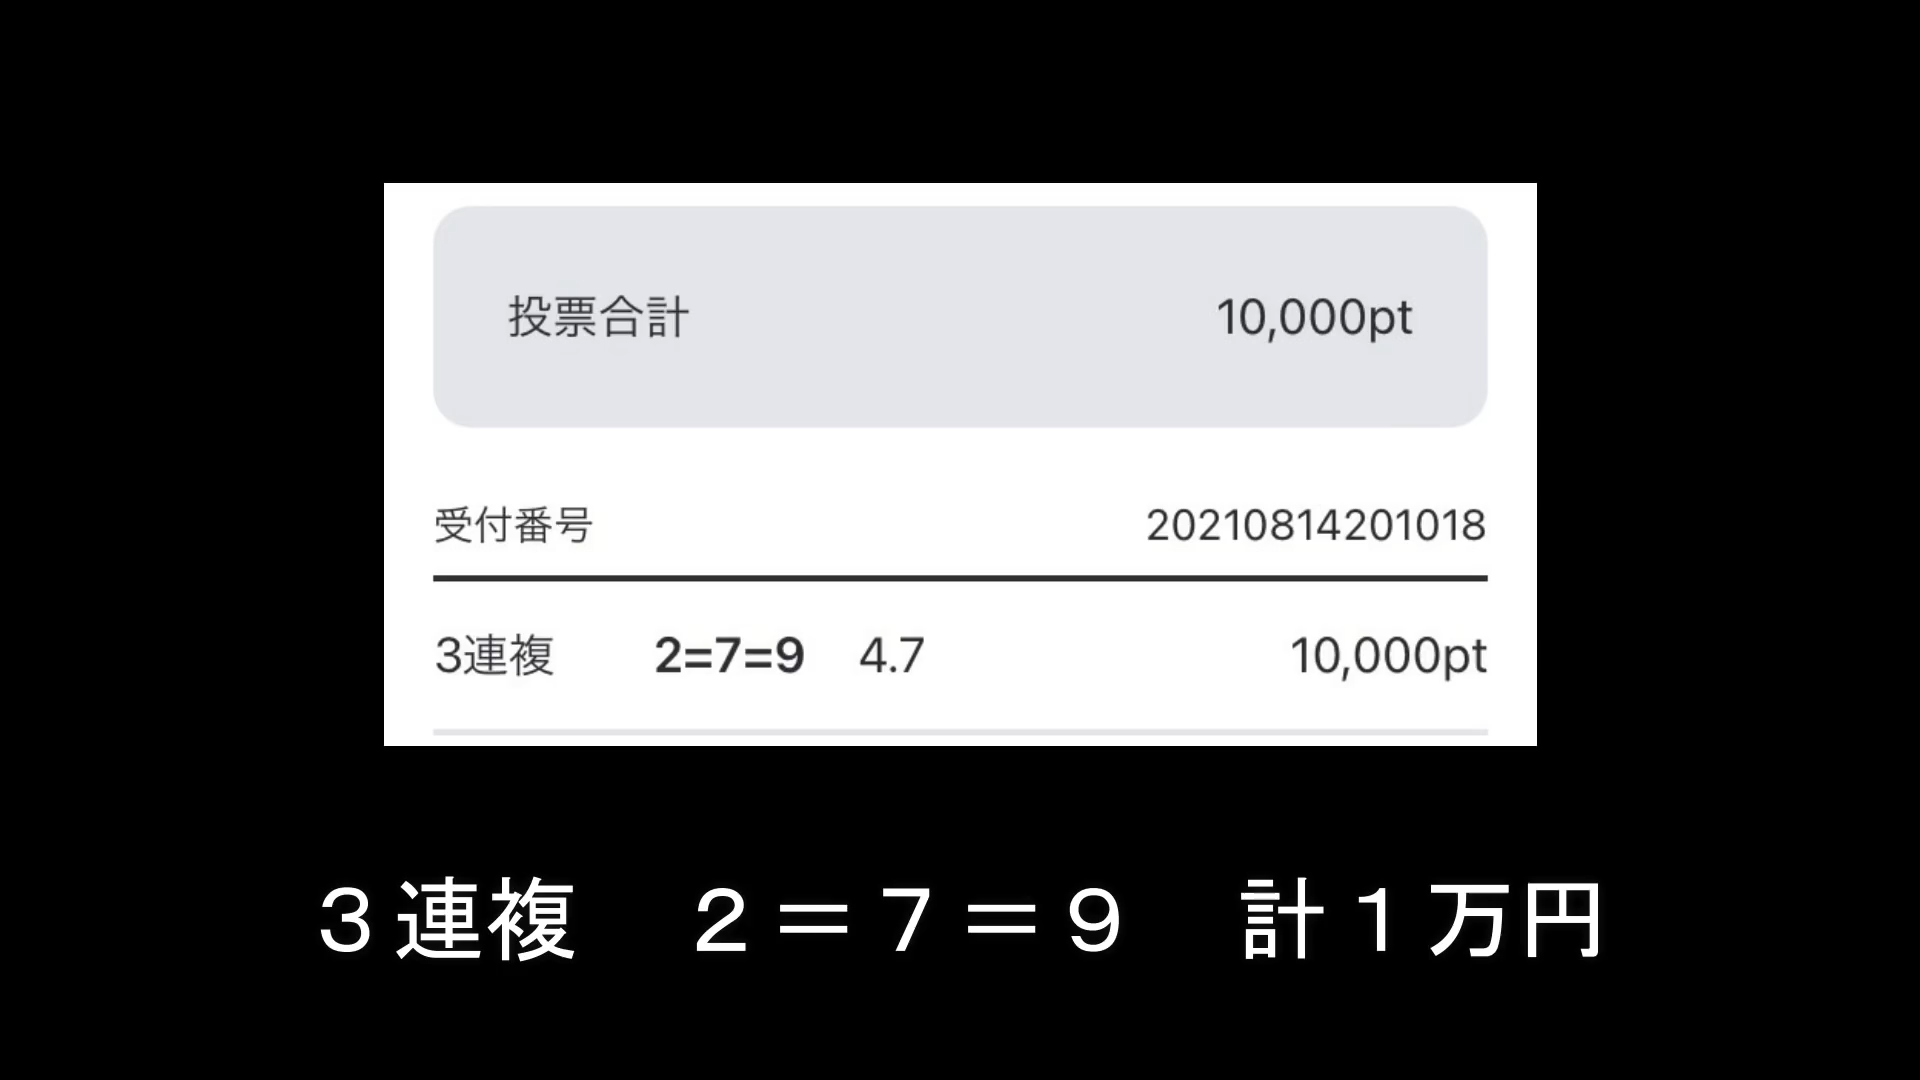 投票合計 10,000pt
受付番号 20210814201018
3連複 2=7=9 4.7 10,000pt
３連複　２＝７＝９　計１万円